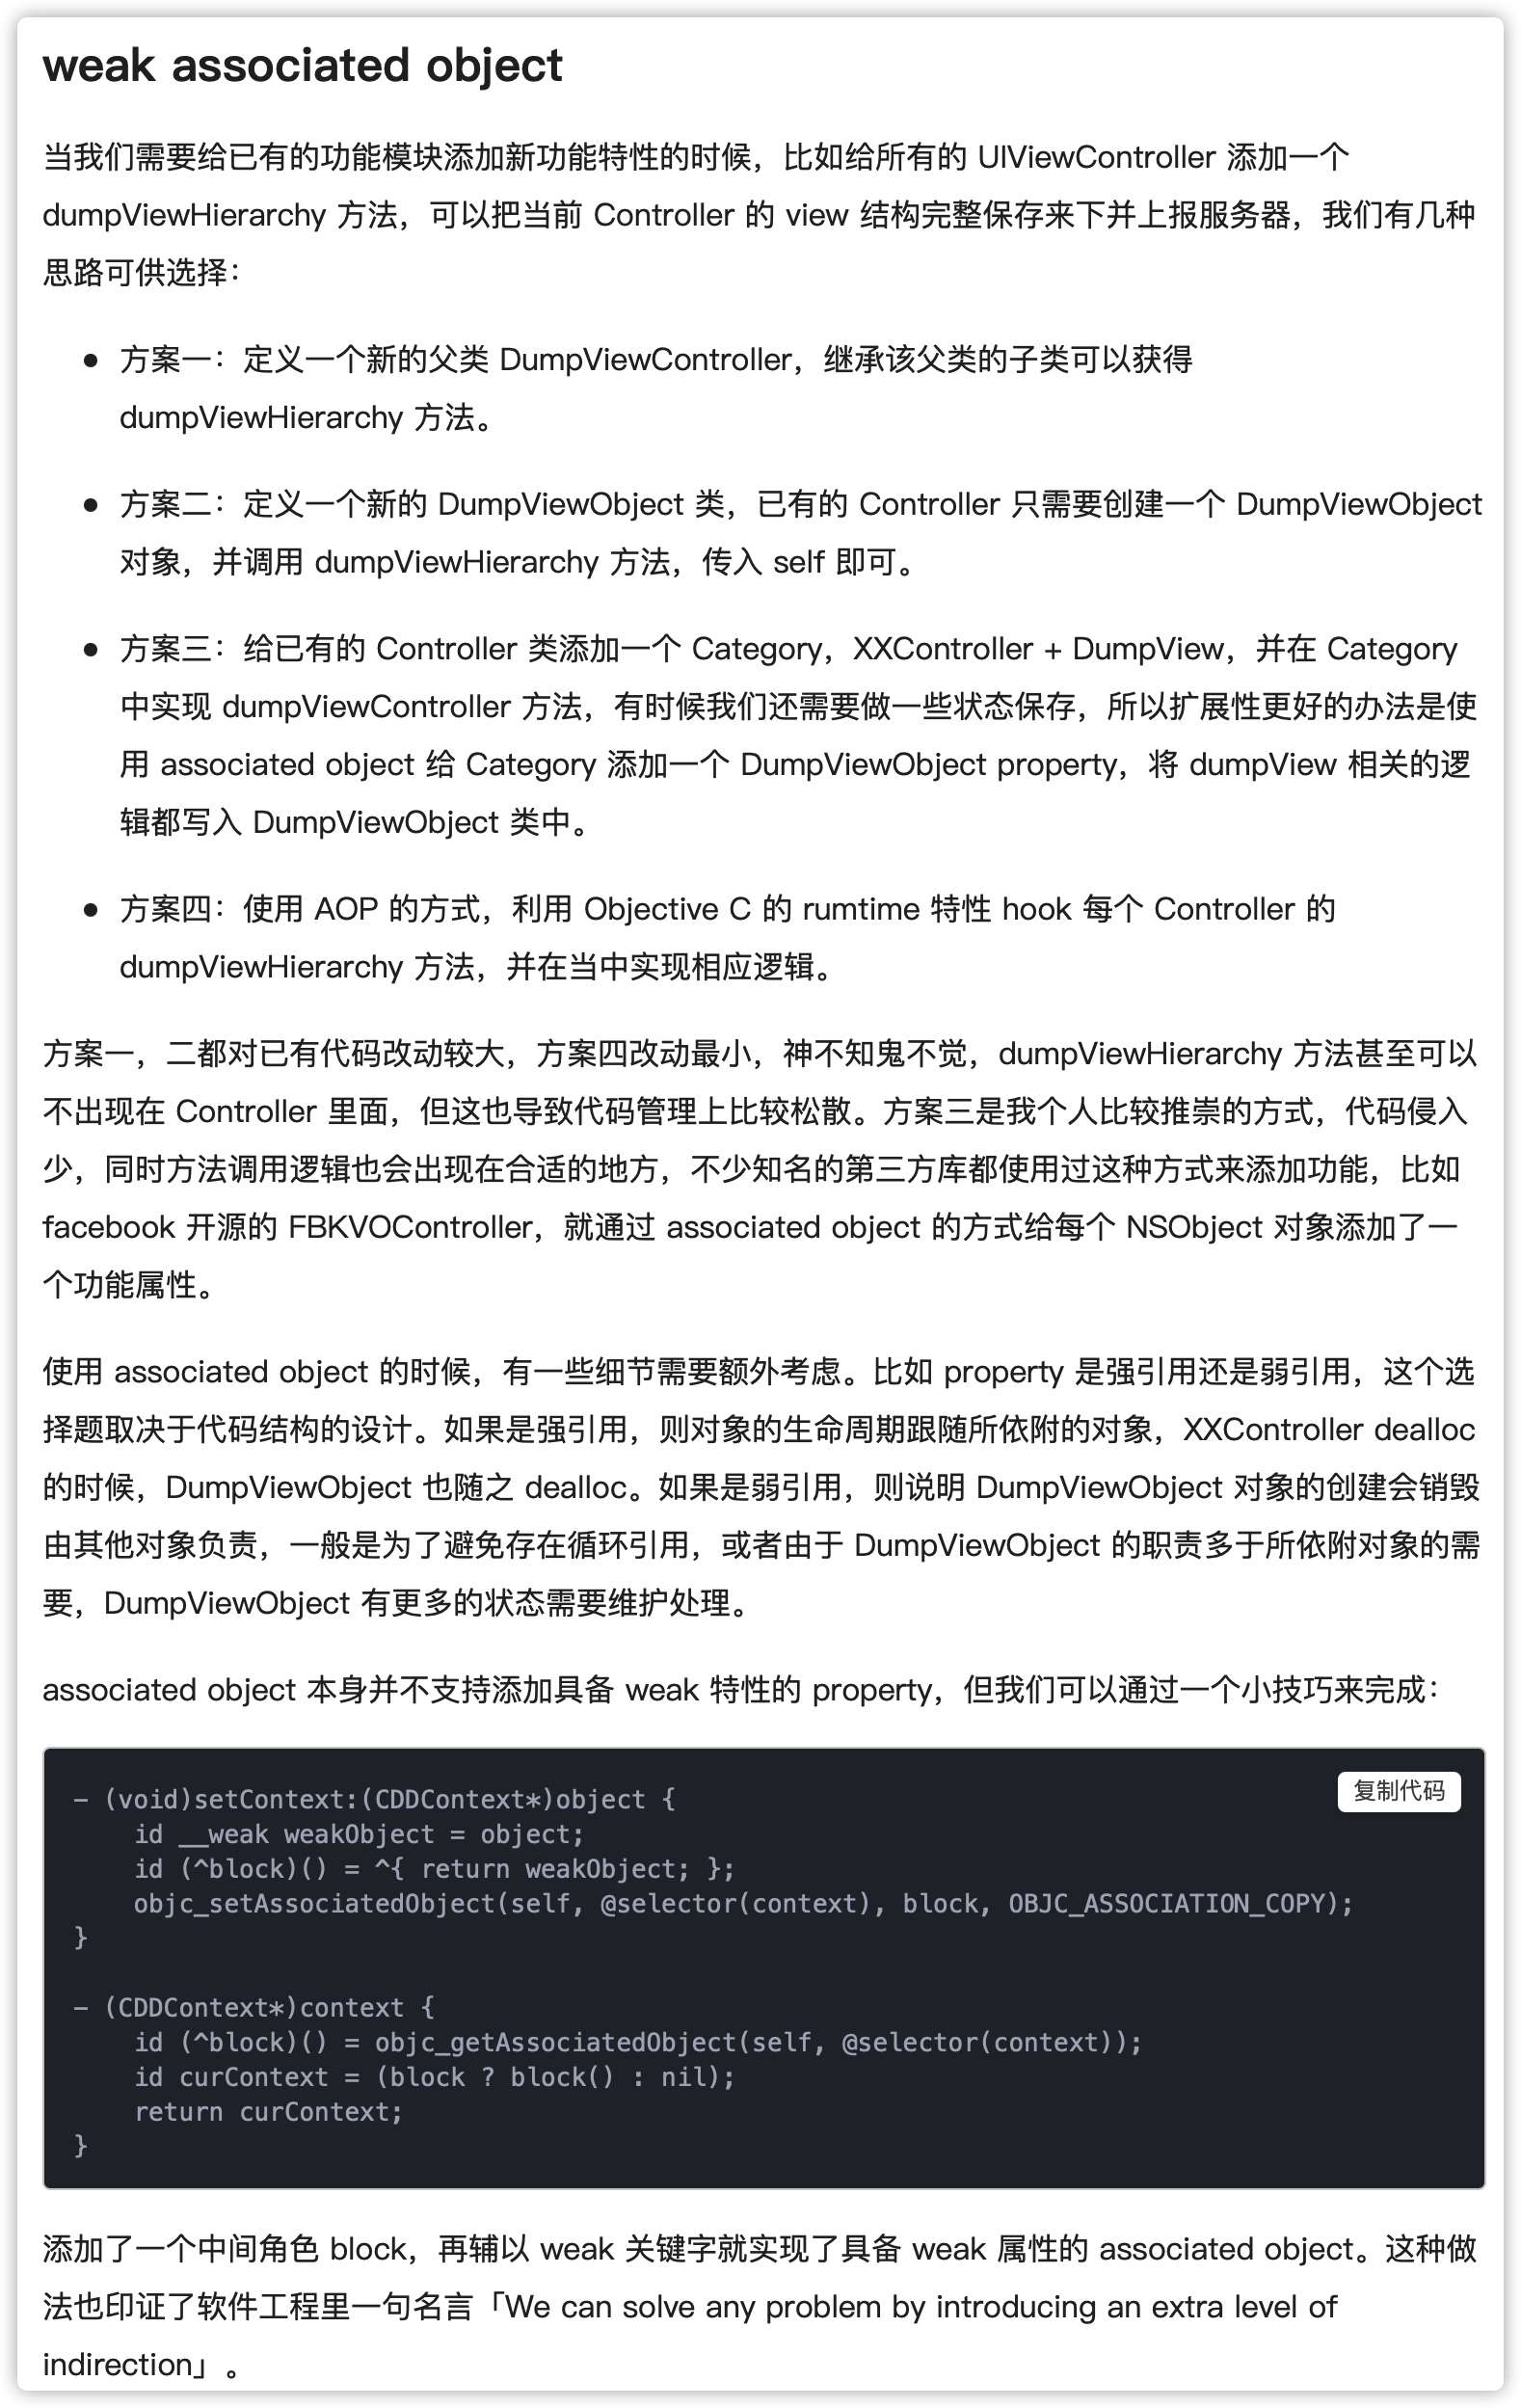 weak associated object
当我们需要给已有的功能模块添加新功能特性的时候，比如给所有的 UIViewController 添加一个
dumpViewHierarchy 方法，可以把当前 Controller 的 view 结构完整保存来下并上报服务器，我们有几种
思路可供选择：
• 方案一：定义一个新的父类 DumpViewController，继承该父类的子类可以获得
dumpViewHierarchy 方法。
• 方案二：定义一个新的 DumpViewObject 类，已有的 Controller 只需要创建一个 DumpViewObject
对象，并调用 dumpViewHierarchy 方法，传入 self 即可。
• 方案三：给已有的 Controller 类添加一个 Category，XXController + DumpView，并在 Category
中实现 dumpViewController 方法，有时候我们还需要做一些状态保存，所以扩展性更好的办法是使
用 associated object 给 Category 添加一个 DumpViewObject property，将 dumpView 相关的逻
辑都写入 DumpViewObject 类中。
• 方案四：使用 AOP 的方式，利用 Objective C 的 rumtime 特性 hook 每个 Controller 的
dumpViewHierarchy 方法，并在当中实现相应逻辑。
方案一，二都对已有代码改动较大，方案四改动最小，神不知鬼不觉，dumpViewHierarchy 方法甚至可以
不出现在 Controller 里面，但这也导致代码管理上比较松散。方案三是我个人比较推崇的方式，代码侵入
少，同时方法调用逻辑也会出现在合适的地方，不少知名的第三方库都使用过这种方式来添加功能，比如
facebook 开源的 FBKVOController，就通过 associated object 的方式给每个 NSObject 对象添加了一
个功能属性。
使用 associated object 的时候，有一些细节需要额外考虑。比如 property 是强引用还是弱引用，这个选
择题取决于代码结构的设计。如果是强引用，则对象的生命周期跟随所依附的对象，XXController dealloc
的时候，DumpViewObject 也随之 dealloc。如果是弱引用，则说明 DumpViewObject 对象的创建会销毁
由其他对象负责，一般是为了避免存在循环引用，或者由于 DumpViewObject 的职责多于所依附对象的需
要，DumpViewObject 有更多的状态需要维护处理。
associated object 本身并不支持添加具备 weak 特性的 property，但我们可以通过一个小技巧来完成：
复制代码
- (void)setContext:(CDDContext*)object {
    id __weak weakObject = object;
    id (^block)() = ^{ return weakObject; };
    objc_setAssociatedObject(self, @selector(context), block, OBJC_ASSOCIATION_COPY);
}
- (CDDContext*)context {
    id (^block)() = objc_getAssociatedObject(self, @selector(context));
    id curContext = (block ? block() : nil);
    return curContext;
}
添加了一个中间角色 block，再辅以 weak 关键字就实现了具备 weak 属性的 associated object。这种做
法也印证了软件工程里一句名言「We can solve any problem by introducing an extra level of
indirection」。